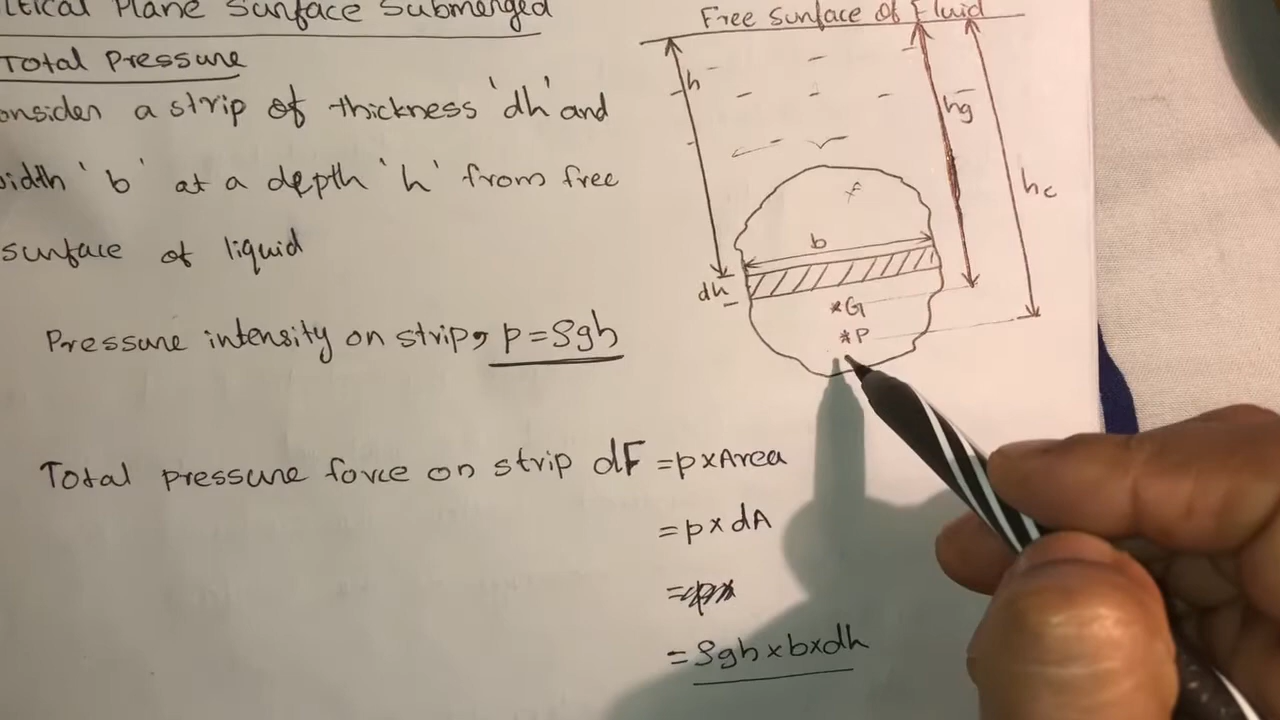 Plane Surface Submerged
Total Pressure
onsider a strip of thickness 'dh' and
width 'b' at a depth 'h' from free
surface of liquid
Pressure intensity on strip, p=ρgh
Total pressure force on strip dF =p×Area
=p×dA
=ρgh×b×dh
Free Surface of Fluid
h
hg
hc
b
dh
*G
*P